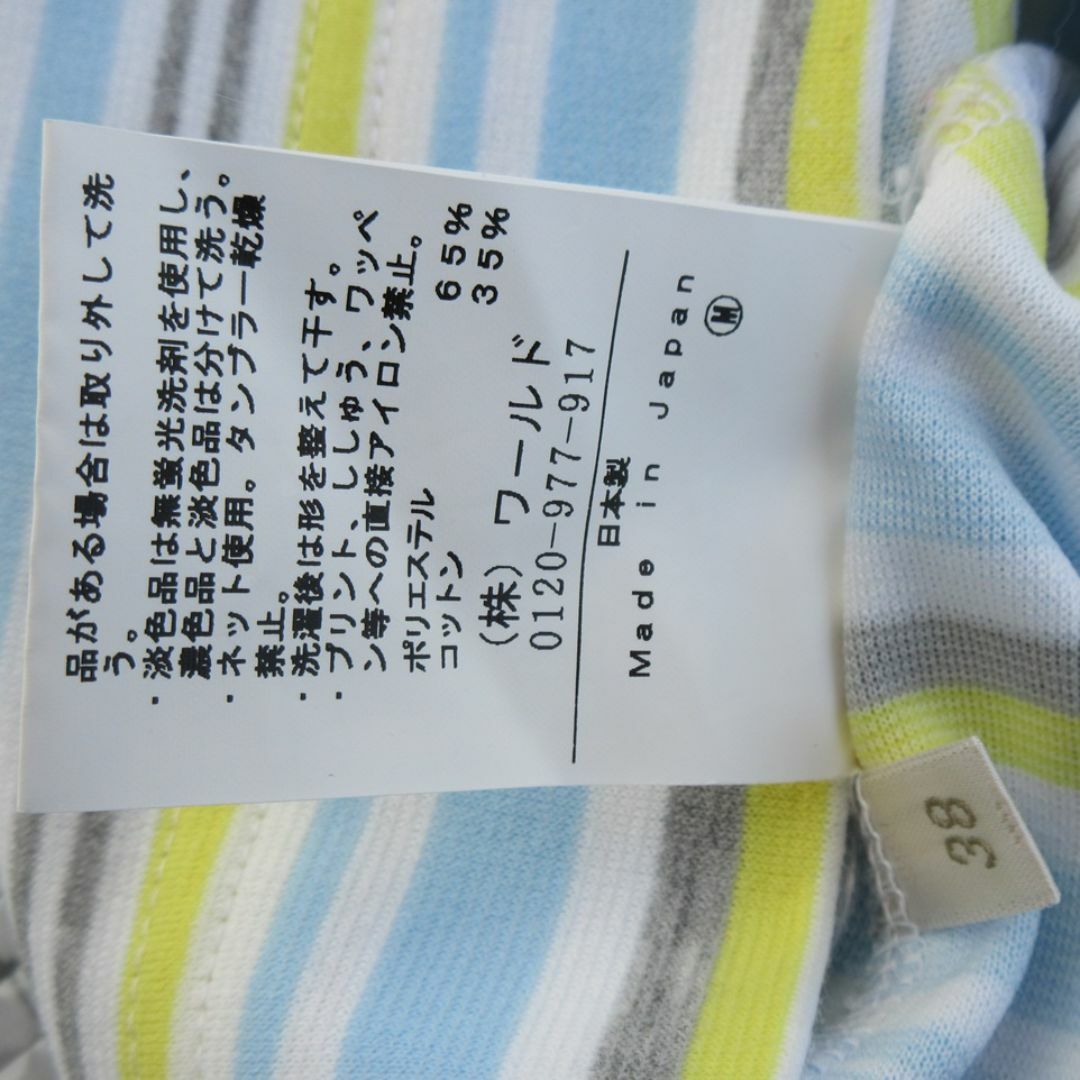 品がある場合は取り外して洗
う。
・淡色品は無蛍光洗剤を使用し、
濃色品と淡色品は分けて洗う。
・ネット使用。タンブラー乾燥
禁止。
・洗濯後は形を整えて干す。
・プリント、ししゅう、ワッペ
ン等への直接アイロン禁止。
ポリエステル 65%
コットン 35%
(株)ワールド
0120-977-917
日本製
Made in Japan
M
38